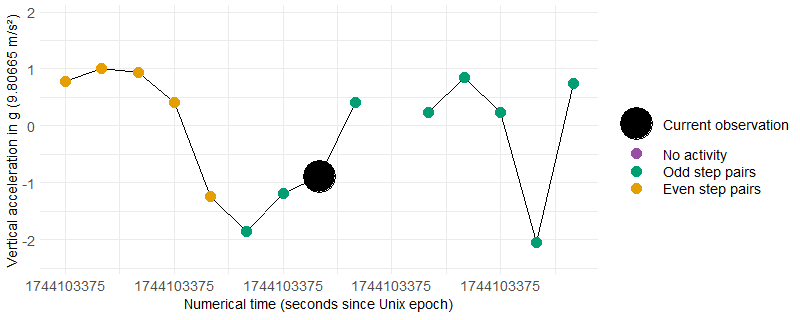 Vertical acceleration in g (9.80665 m/s²)
2
1
0
-1
-2
1744103375
1744103375
1744103375
1744103375
1744103375
Numerical time (seconds since Unix epoch)
Current observation
No activity
Odd step pairs
Even step pairs